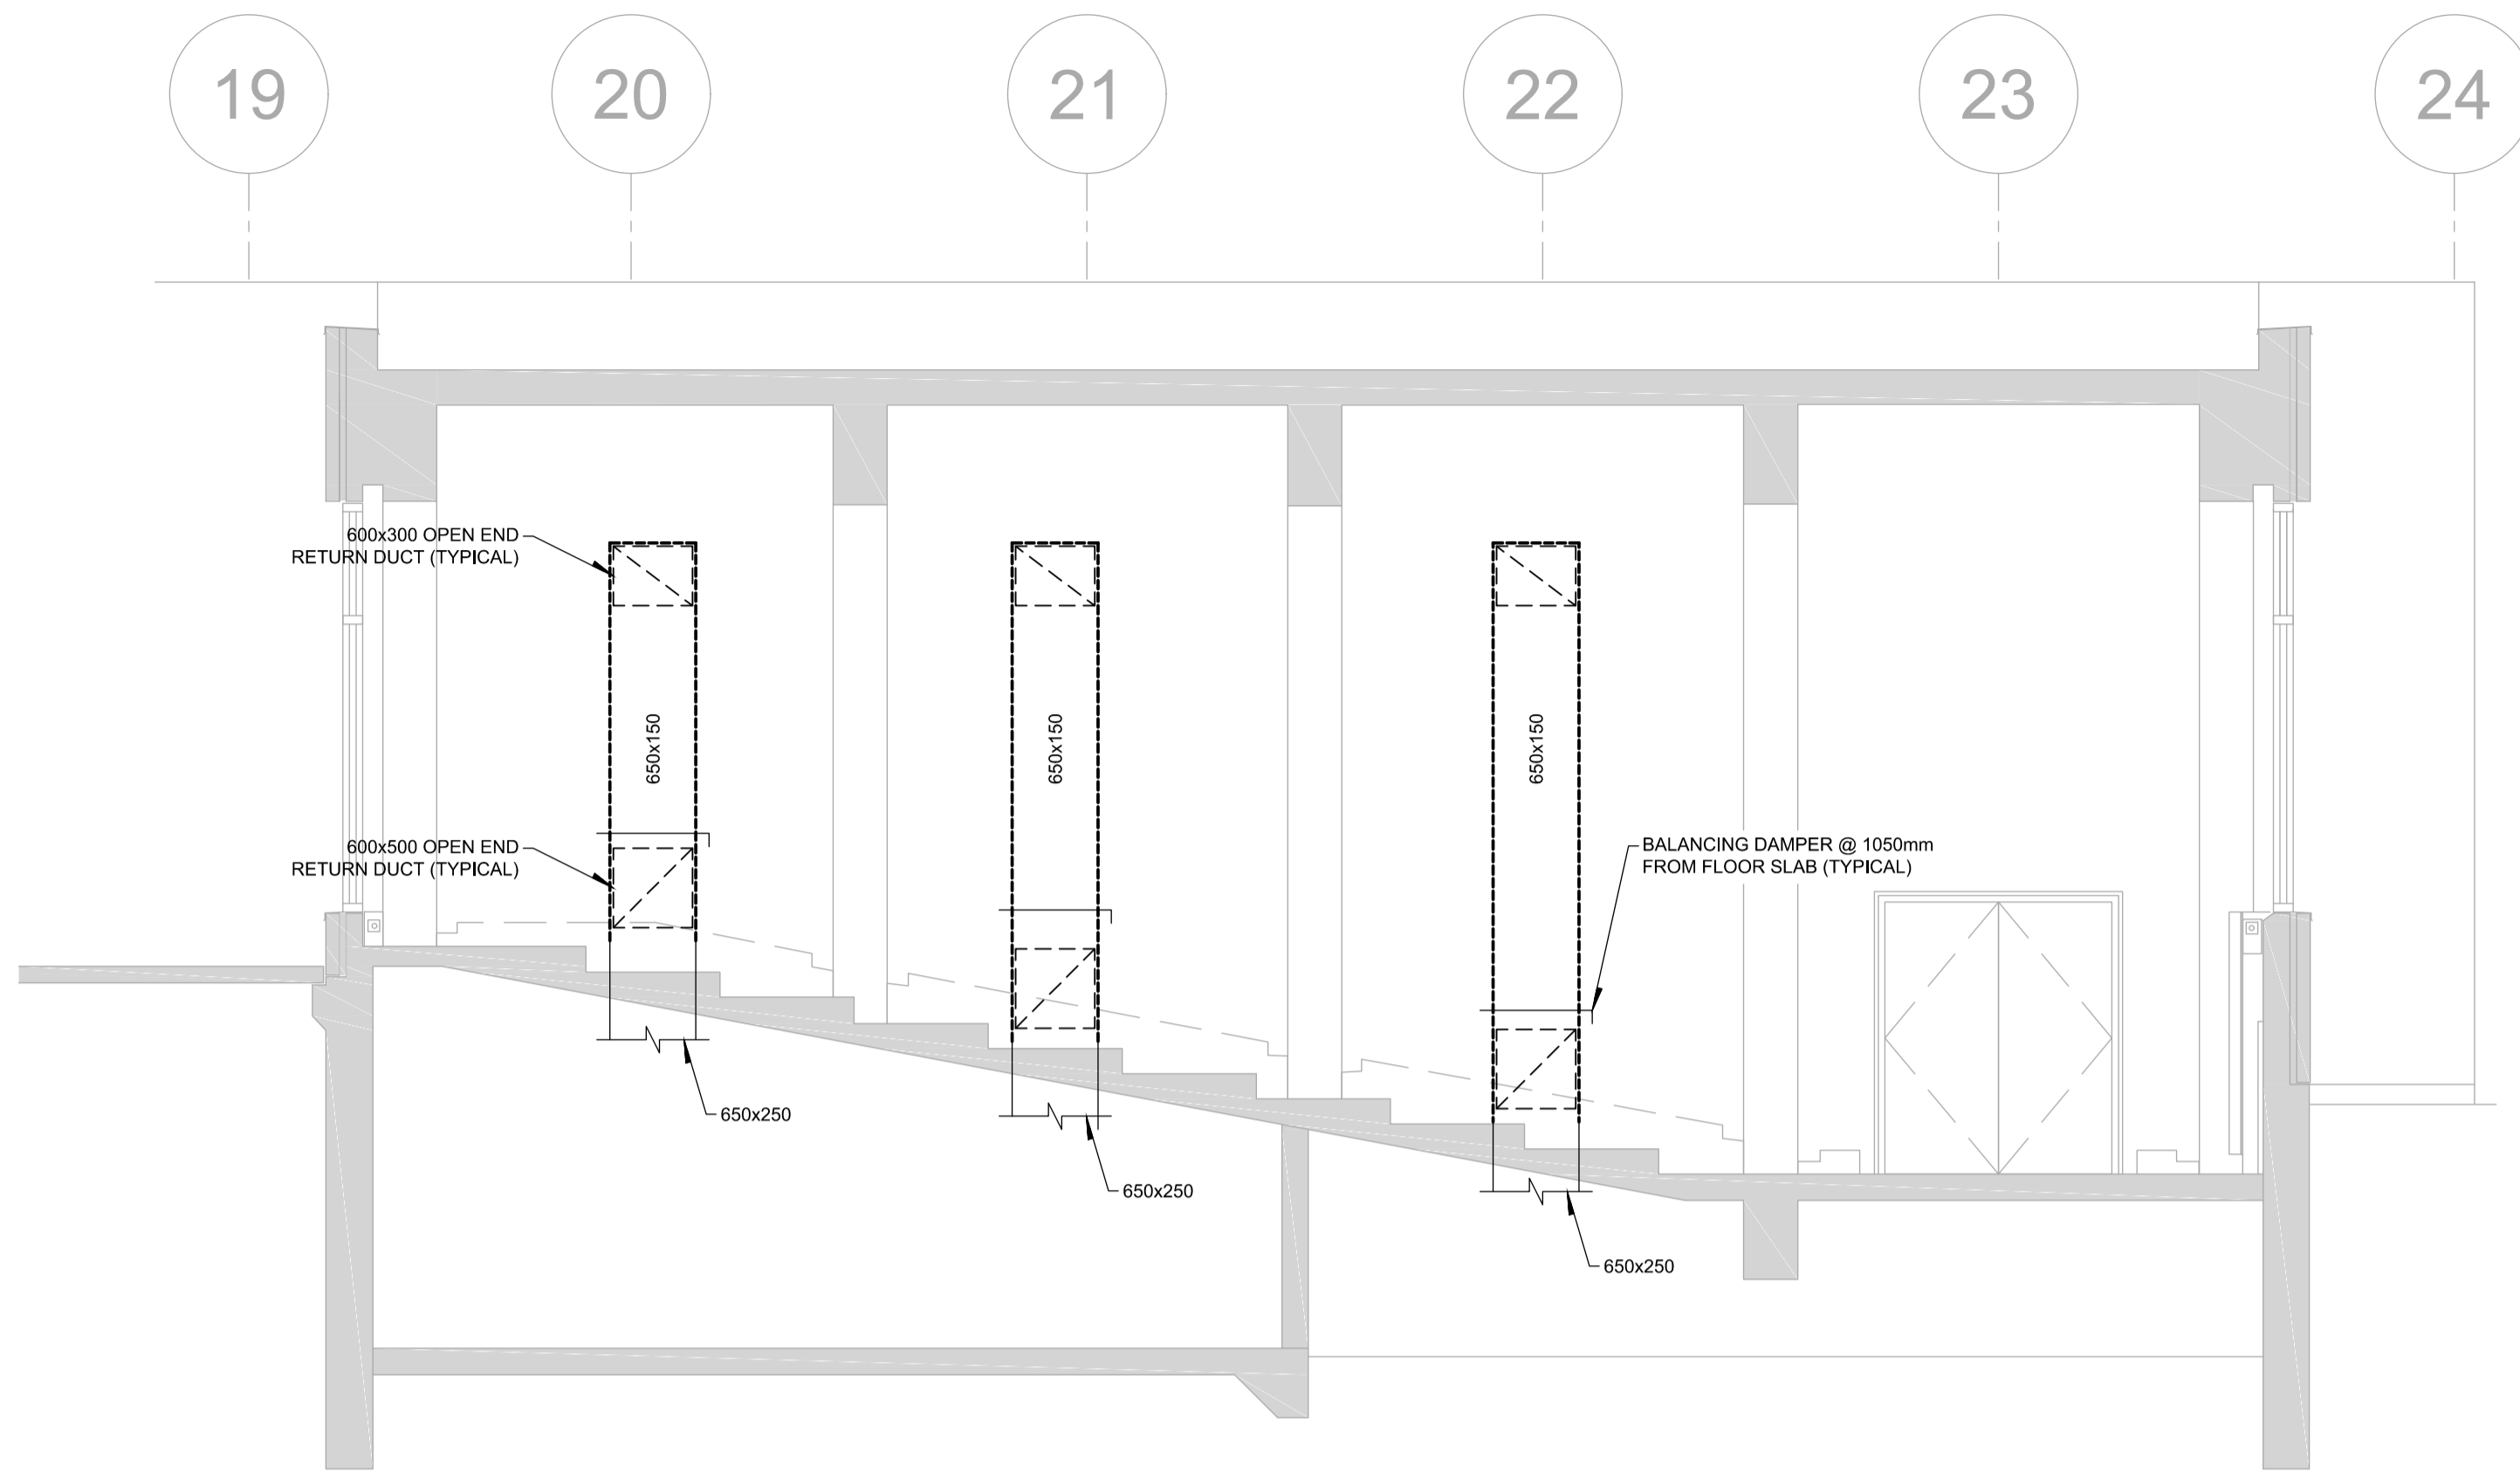 19
20
21
22
23
24
600x300 OPEN END
RETURN DUCT (TYPICAL)
650x150
650x150
650x150
600x500 OPEN END
RETURN DUCT (TYPICAL)
BALANCING DAMPER @ 1050mm
FROM FLOOR SLAB (TYPICAL)
650x250
650x250
650x250